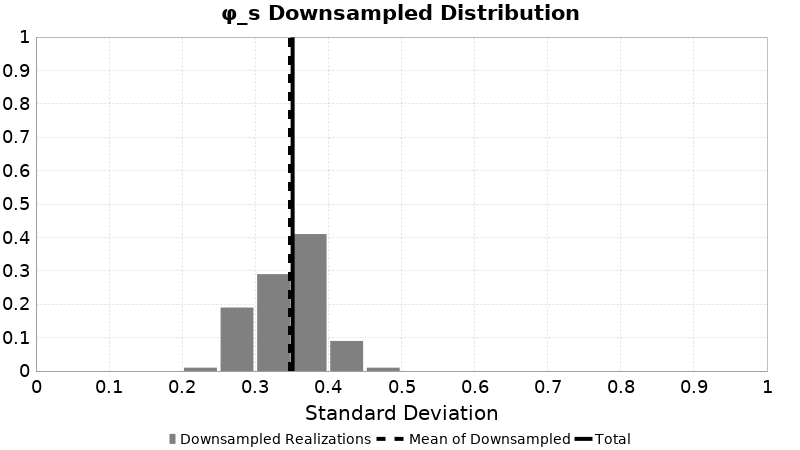 φ_s Downsampled Distribution
1
0.9
0.8
0.7
0.6
0.5
0.4
0.3
0.2
0.1
0
0 0.1 0.2 0.3 0.4 0.5 0.6 0.7 0.8 0.9 1
Standard Deviation
Downsampled Realizations Mean of Downsampled Total